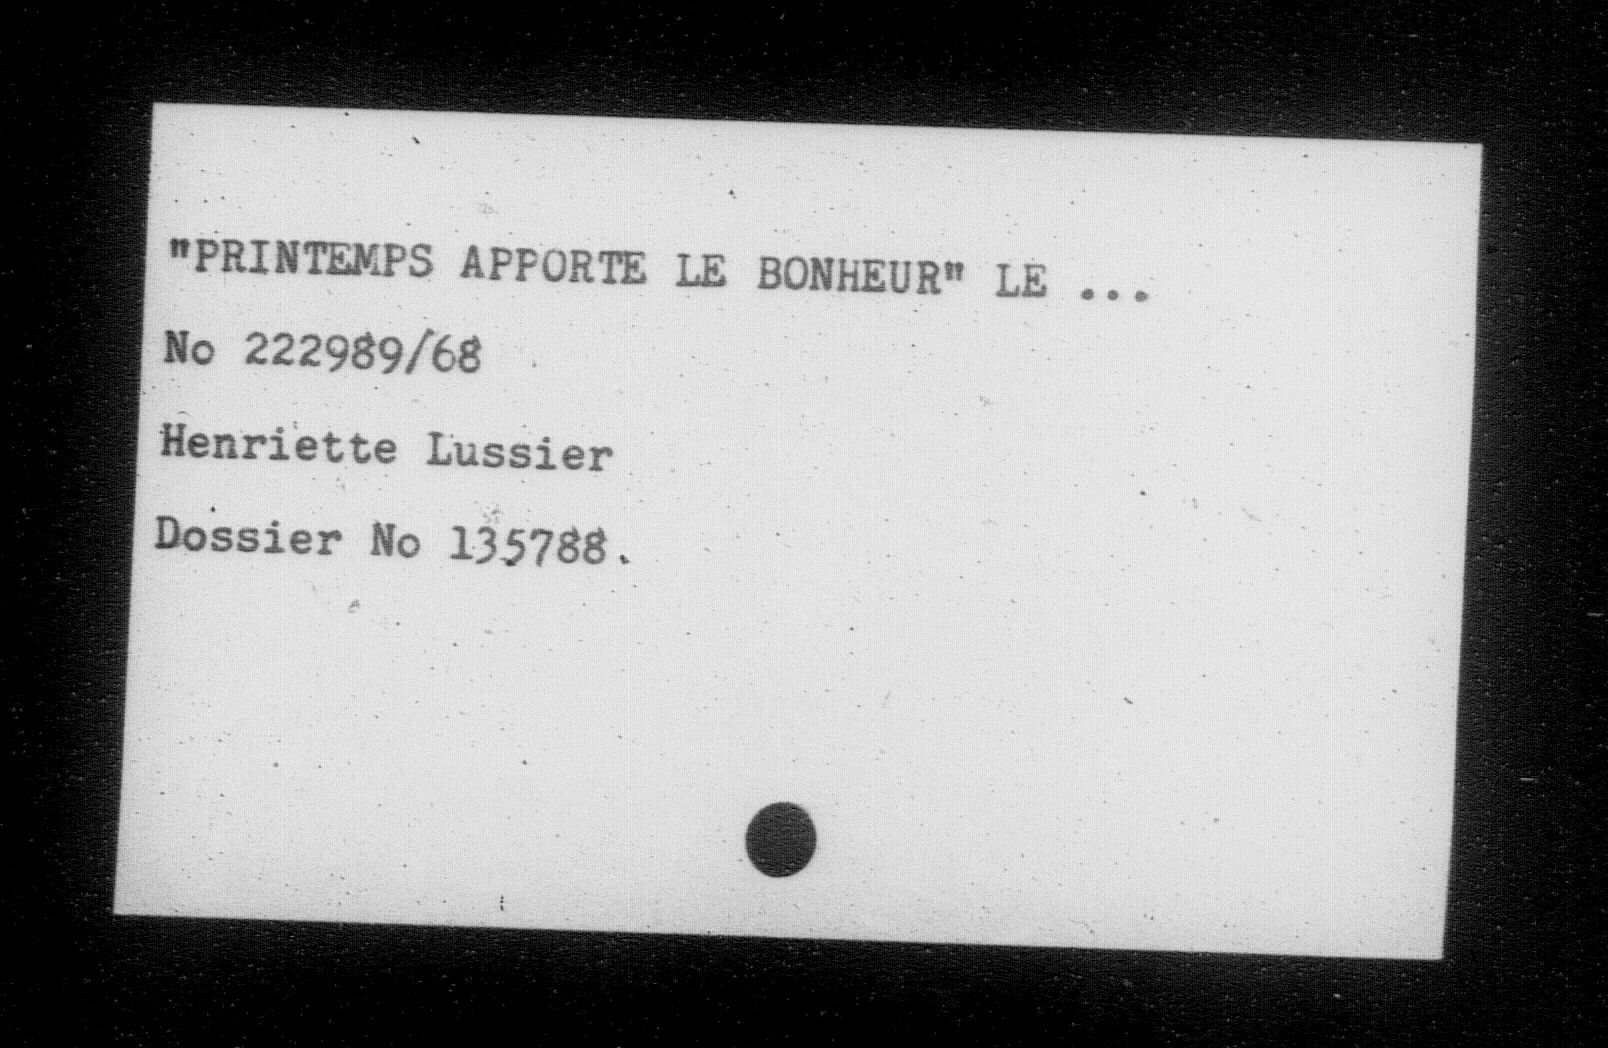 "PRINTEMPS APPORTE LE BONHEUR" LE ...
No 222989/68
Henriette Lussier
Dossier No 135788.